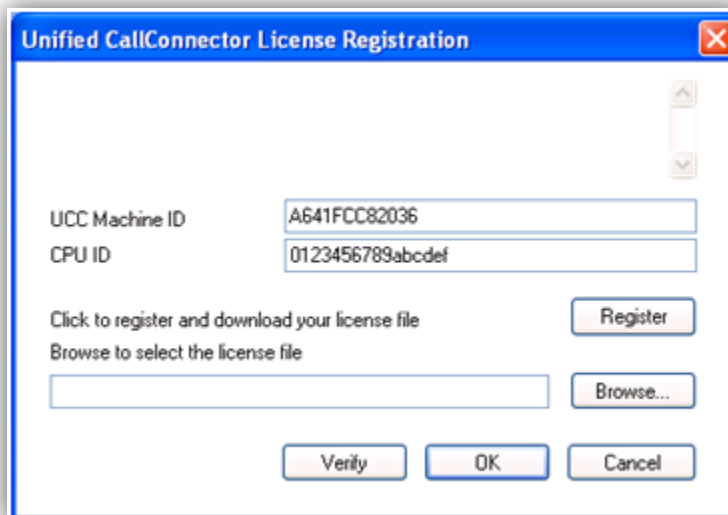 Unified CallConnector License Registration
UCC Machine ID
A641FCC82036
CPU ID
0123456789abcdef
Click to register and download your license file
Register
Browse to select the license file
Browse...
Verify
OK
Cancel